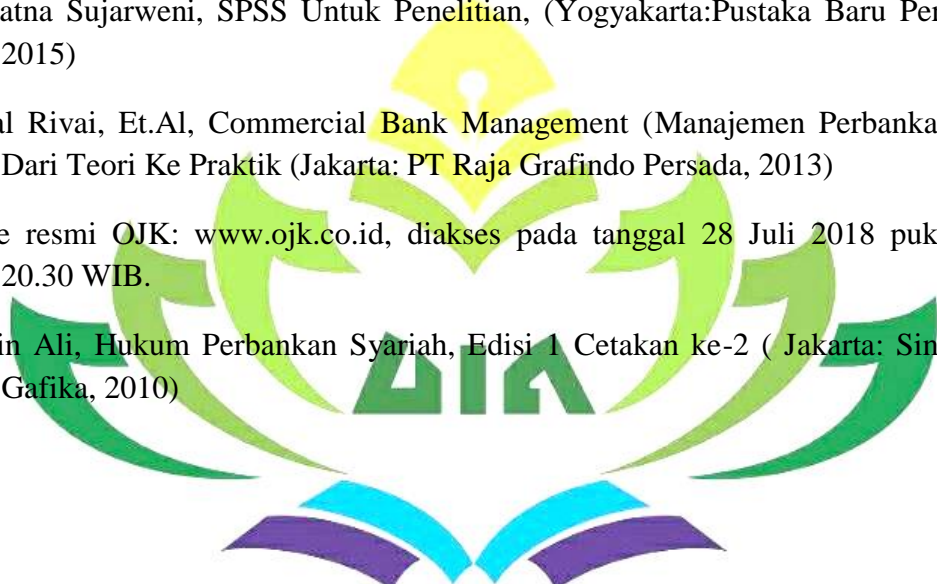 atna Sujarweni, SPSS Untuk Penelitian, (Yogyakarta:Pustaka Baru Per
2015)
al Rivai, Et.Al, Commercial Bank Management (Manajemen Perbanka
Dari Teori Ke Praktik (Jakarta: PT Raja Grafindo Persada, 2013)
e resmi OJK: www.ojk.co.id, diakses pada tanggal 28 Juli 2018 puk
20.30 WIB.
in Ali, Hukum Perbankan Syariah, Edisi 1 Cetakan ke-2 ( Jakarta: Sin
Gafika, 2010)